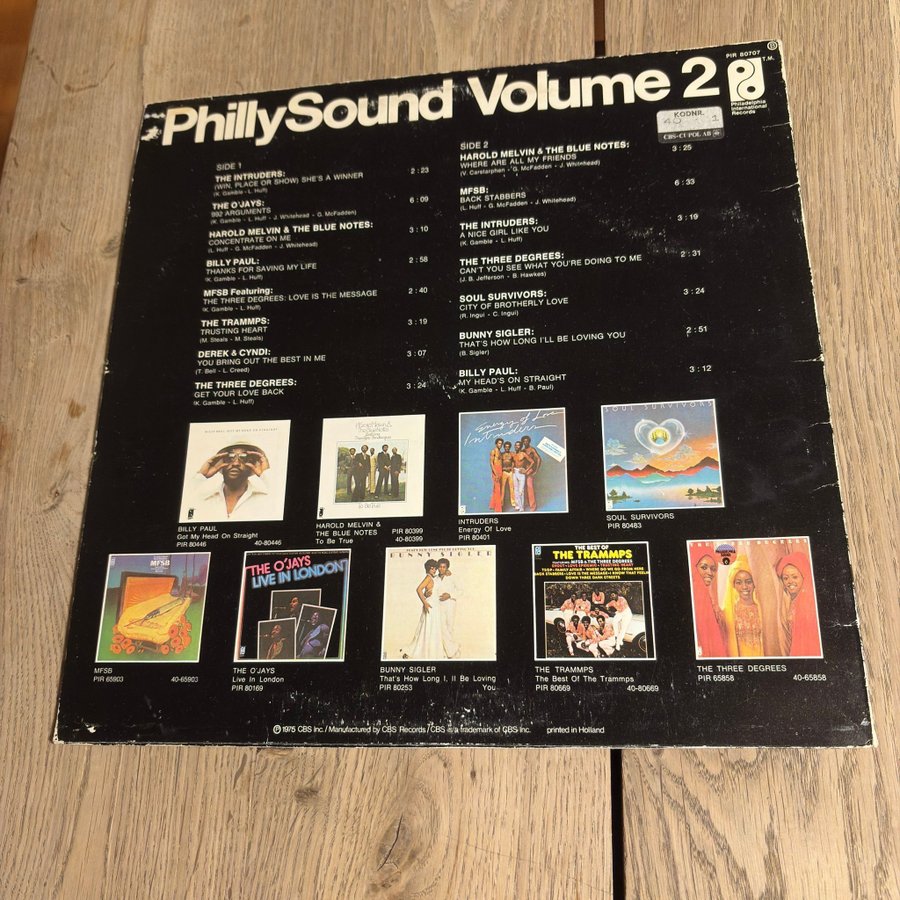 PIR 80707
PhillySound Volume 2
T.M.
Philadelphia
International
Records
KODNR.
CBS-CUPOL AB
SIDE 1
THE INTRUDERS:
(WIN, PLACE OR SHOW) SHE'S A WINNER 2:23
(K. Gamble - L. Huff)
THE O'JAYS:
992 ARGUMENTS 6:09
(K. Gamble - L. Huff - J. Whitehead - G. McFadden)
HAROLD MELVIN & THE BLUE NOTES:
CONCENTRATE ON ME 3:10
(L. Huff - G. McFadden - J. Whitehead)
BILLY PAUL:
THANKS FOR SAVING MY LIFE 2:58
(K. Gamble - L. Huff)
MFSB Featuring:
THE THREE DEGREES: LOVE IS THE MESSAGE 2:40
(K. Gamble - L. Huff)
THE TRAMMPS:
TRUSTING HEART 3:19
(M. Steals - M. Steals)
DEREK & CYNDI:
YOU BRING OUT THE BEST IN ME 3:07
(T. Bell - L. Creed)
THE THREE DEGREES:
GET YOUR LOVE BACK 3:24
(K. Gamble - L. Huff)
SIDE 2
HAROLD MELVIN & THE BLUE NOTES: 3:25
WHERE ARE ALL MY FRIENDS
(V. Carstarphen - G. McFadden - J. Whitnhead)
MFSB: 6:33
BACK STABBERS
(L. Huff - G. McFadden - J. Whitehead)
THE INTRUDERS: 3:19
A NICE GIRL LIKE YOU
(K. Gamble - L. Huff)
THE THREE DEGREES: 2:31
CAN'T YOU SEE WHAT YOU'RE DOING TO ME
(J. B. Jefferson - B. Hawkes)
SOUL SURVIVORS: 3:24
CITY OF BROTHERLY LOVE
(R. Ingui - C. Ingui)
BUNNY SIGLER: 2:51
THAT'S HOW LONG I'LL BE LOVING YOU
(B. Sigler)
BILLY PAUL: 3:12
MY HEAD'S ON STRAIGHT
(K. Gamble - L. Huff - B. Paul)
Energy of Love
Intruders
SOUL SURVIVORS
BILLY PAUL
Got My Head On Straight
PIR 80446 40-80446
HAROLD MELVIN & PIR 80399
THE BLUE NOTES 40-80399
To Be True
INTRUDERS
Energy Of Love
PIR 80401
SOUL SURVIVORS
PIR 80483
MFSB
THE O'JAYS
LIVE IN LONDON
BUNNY SIGLER
THE BEST OF
THE TRAMMPS
THE THREE DEGREES
MFSB
PIR 65903 40-65903
THE O'JAYS
Live In London
PIR 80169
BUNNY SIGLER
That's How Long I, ll Be Loving
PIR 80253 You
THE TRAMMPS
The Best Of The Trammps
PIR 80669 40-80669
THE THREE DEGREES
PIR 65858 40-65858
℗ 1975 CBS Inc./Manufactured by CBS Records/CBS is a trademark of CBS Inc. printed in Holland